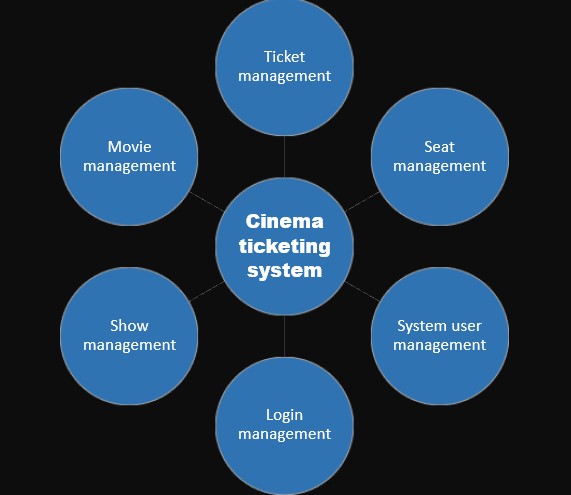 Ticket
management
Movie
management
Seat
management
Cinema
ticketing
system
Show
management
System user
management
Login
management